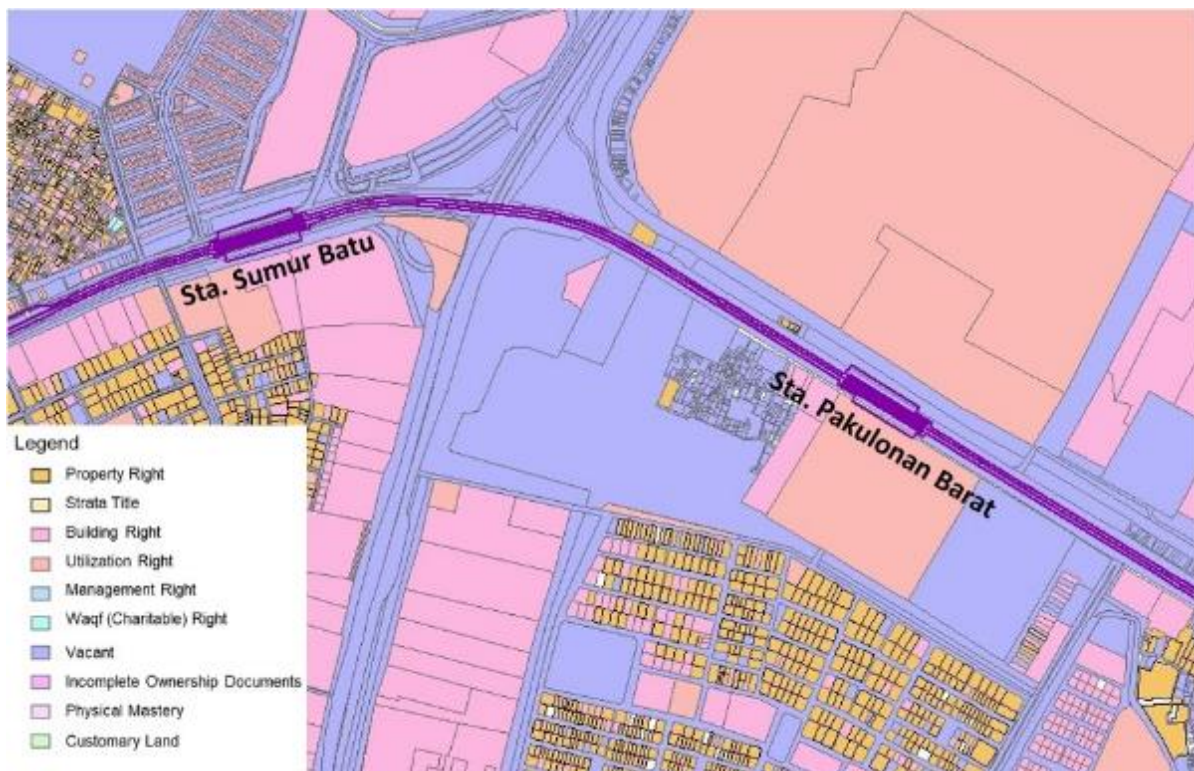 Sta. Sumur Batu
Sta. Pakulonan Barat
Legend
Property Right
Strata Title
Building Right
Utilization Right
Management Right
Waqf (Charitable) Right
Vacant
Incomplete Ownership Documents
Physical Mastery
Customary Land